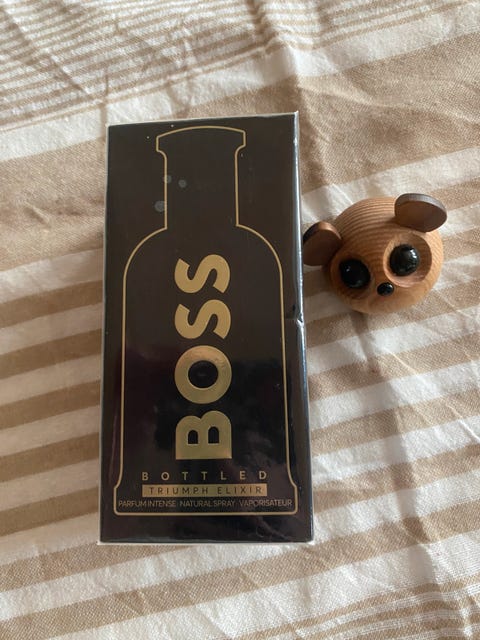 BOSS
BOTTLED
TRIUMPH ELIXIR
PARFUM INTENSE · NATURAL SPRAY · VAPORISATEUR